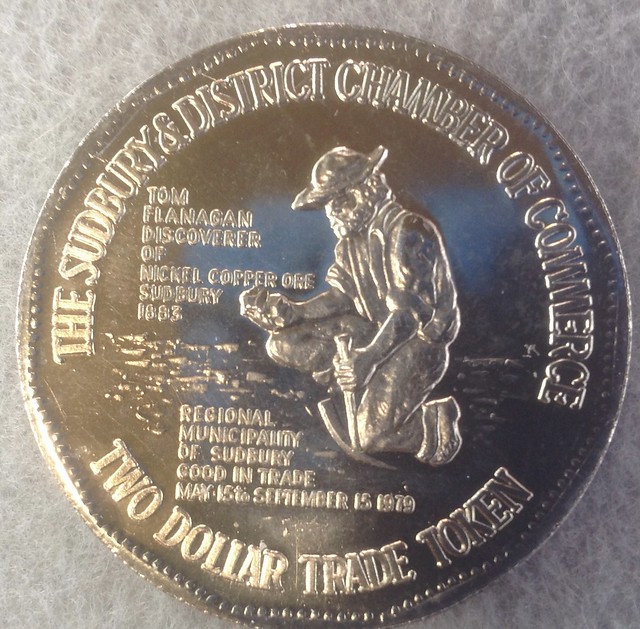 THE SUDBURY & DISTRICT CHAMBER OF COMMERCE
TOM
FLANAGAN
DISCOVERER
OF
NICKEL COPPER ORE
SUDBURY
1883
REGIONAL
MUNICIPALITY
OF SUDBURY
GOOD IN TRADE
MAY 15TO SEPTEMBER 15 1979
TWO DOLLAR TRADE TOKEN